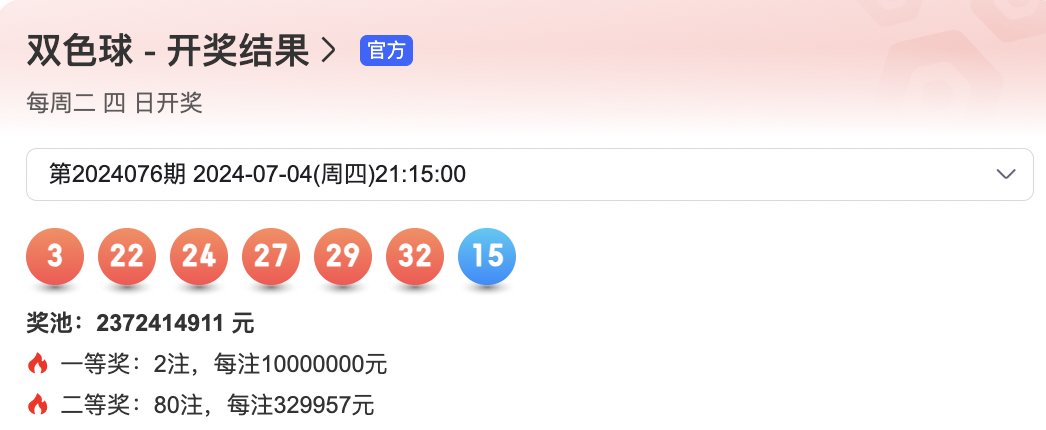 双色球 - 开奖结果 官方
每周二 四 日开奖
第2024076期 2024-07-04(周四)21:15:00
3 22 24 27 29 32 15
奖池：2372414911 元
一等奖：2注，每注10000000元
二等奖：80注，每注329957元